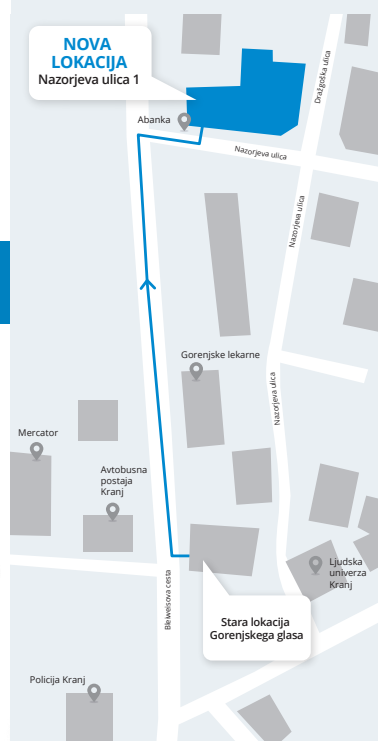 NOVA
LOKACIJA
Nazorjeva ulica 1
Dražgoška ulica
Abanka
Nazorjeva ulica
Nazorjeva ulica
Gorenjske lekarne
Nazorjeva ulica
Mercator
Avtobusna
postaja
Kranj
Ljudska
univerza
Kranj
Bleiweisova cesta
Stara lokacija
Gorenjskega glasa
Policija Kranj